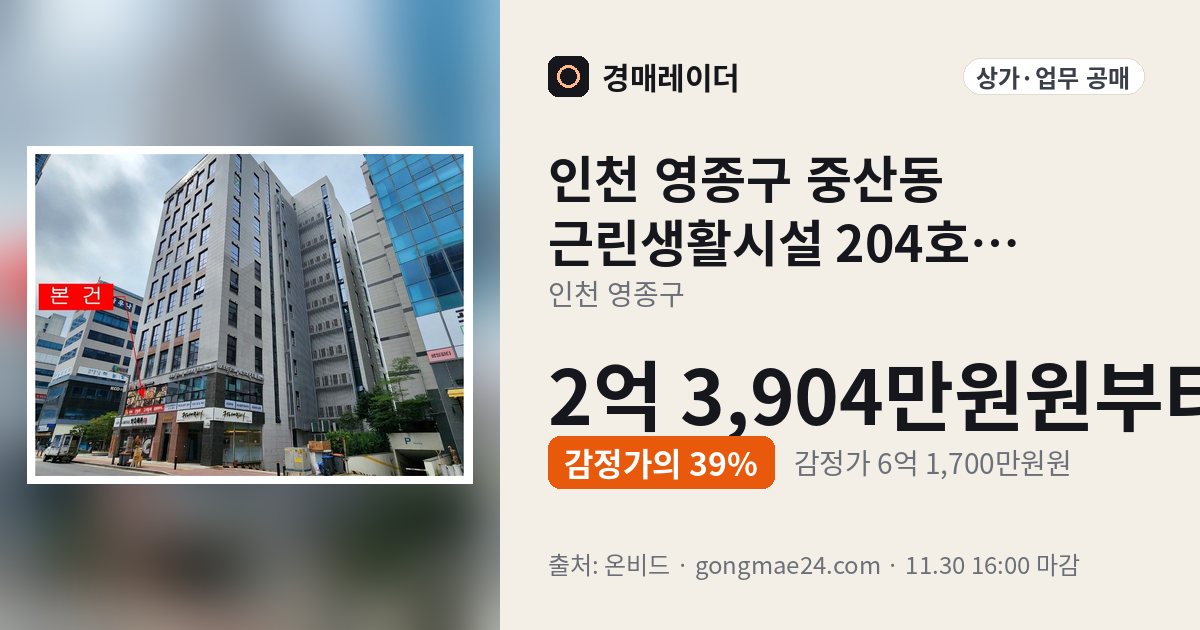 경매레이더
상가·업무 공매
인천 영종구 중산동
근린생활시설 204호…
인천 영종구
2억 3,904만원원부터
감정가의 39%
감정가 6억 1,700만원원
출처: 온비드 · gongmae24.com · 11.30 16:00 마감
본 건
P